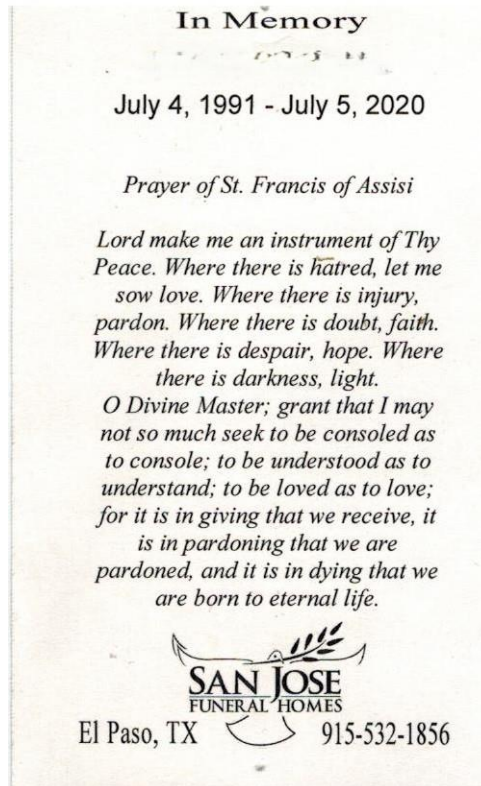 In Memory
July 4, 1991 - July 5, 2020
Prayer of St. Francis of Assisi
Lord make me an instrument of Thy
Peace. Where there is hatred, let me
sow love. Where there is injury,
pardon. Where there is doubt, faith.
Where there is despair, hope. Where
there is darkness, light.
O Divine Master; grant that I may
not so much seek to be consoled as
to console; to be understood as to
understand; to be loved as to love;
for it is in giving that we receive, it
is in pardoning that we are
pardoned, and it is in dying that we
are born to eternal life.
SAN JOSE
FUNERAL HOMES
El Paso, TX 915-532-1856